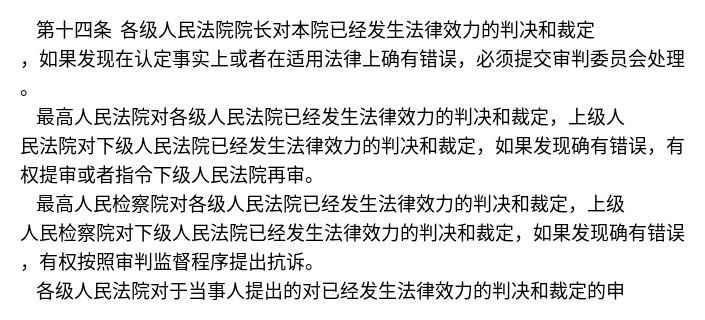 第十四条 各级人民法院院长对本院已经发生法律效力的判决和裁定
，如果发现在认定事实上或者在适用法律上确有错误，必须提交审判委员会处理
。
最高人民法院对各级人民法院已经发生法律效力的判决和裁定，上级人
民法院对下级人民法院已经发生法律效力的判决和裁定，如果发现确有错误，有
权提审或者指令下级人民法院再审。
最高人民检察院对各级人民法院已经发生法律效力的判决和裁定，上级
人民检察院对下级人民法院已经发生法律效力的判决和裁定，如果发现确有错误
，有权按照审判监督程序提出抗诉。
各级人民法院对于当事人提出的对已经发生法律效力的判决和裁定的申